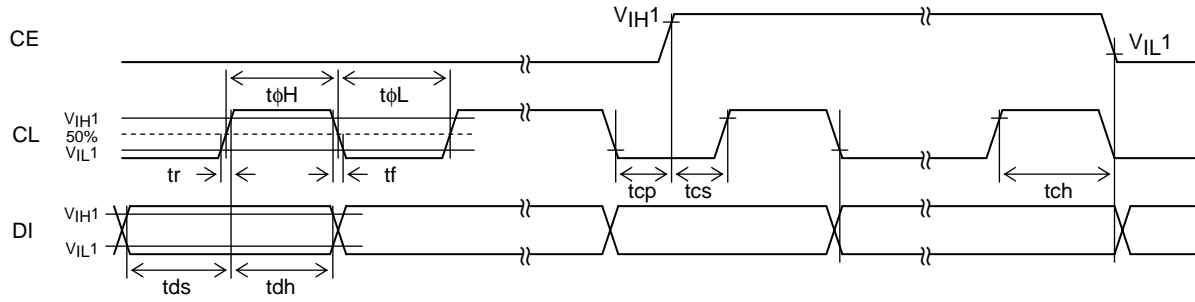 CE
VIH1
VIL1
tϕH
tϕL
CL
VIH1
50%
VIL1
tr
tf
tcp
tcs
tch
DI
VIH1
VIL1
tds
tdh